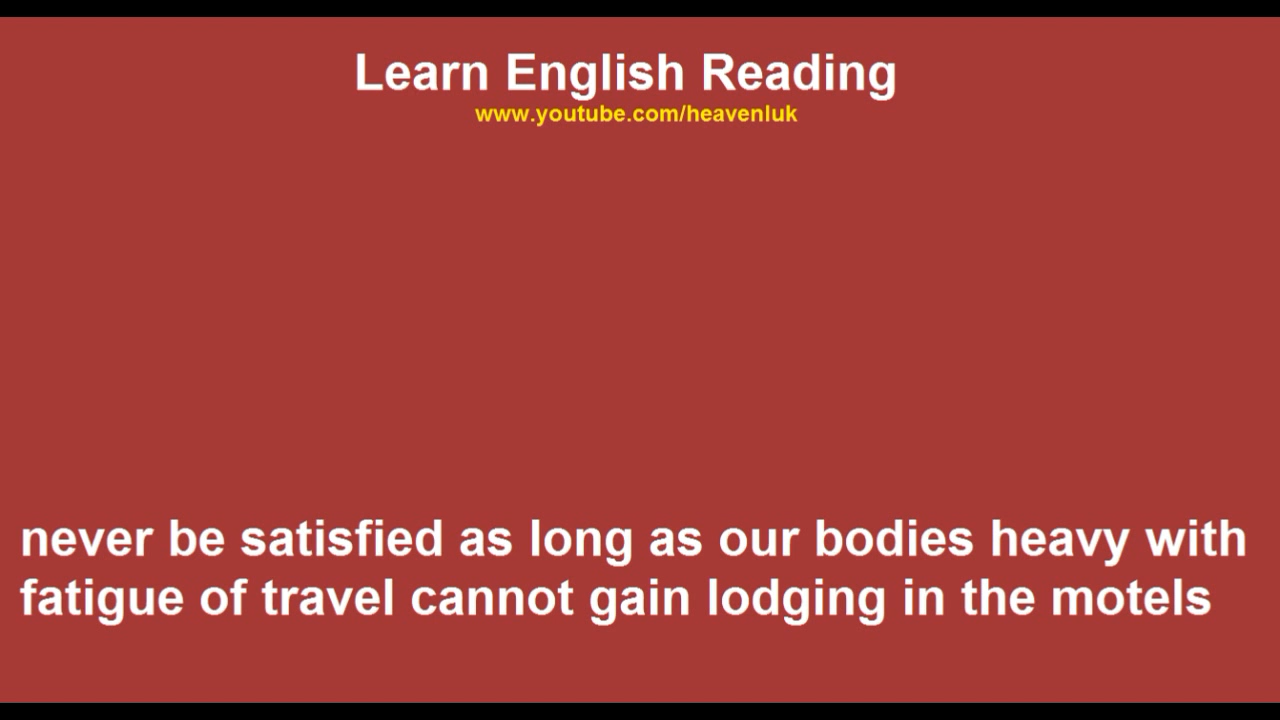 Learn English Reading
www.youtube.com/heavenluk
never be satisfied as long as our bodies heavy with
fatigue of travel cannot gain lodging in the motels